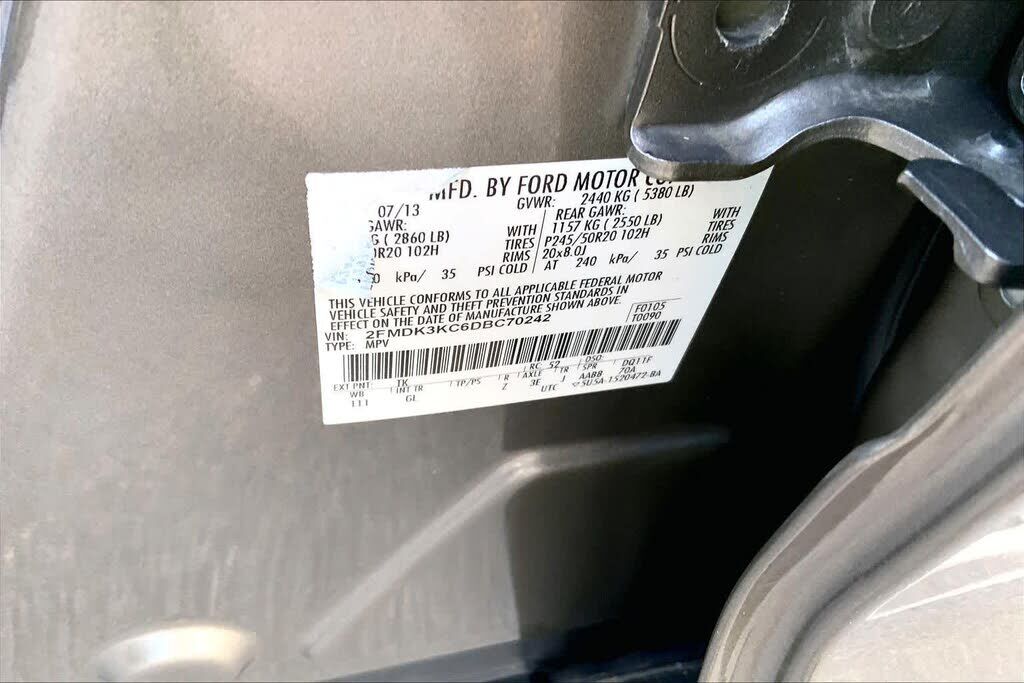 MFD. BY FORD MOTOR
07/13 GVWR: 2440 KG ( 5380 LB)
GAWR: REAR GAWR:
G ( 2860 LB) WITH 1157 KG ( 2550 LB) WITH
R20 102H TIRES P245/50R20 102H TIRES
RIMS 20x8.0J RIMS
0 kPa/ 35 PSI COLD AT 240 kPa/ 35 PSI COLD
THIS VEHICLE CONFORMS TO ALL APPLICABLE FEDERAL MOTOR
VEHICLE SAFETY AND THEFT PREVENTION STANDARDS IN
EFFECT ON THE DATE OF MANUFACTURE SHOWN ABOVE.
VIN: 2FMDK3KC6DBC70242 F0105
TYPE: MPV T0090
EXT PNT: TK RC: 52 DSO:
WB INT TR TP/PS R AXLE TR SPR DQ1TF
111 GL Z 3E J AABB 70A
UTC 5U5A-1520472-BA